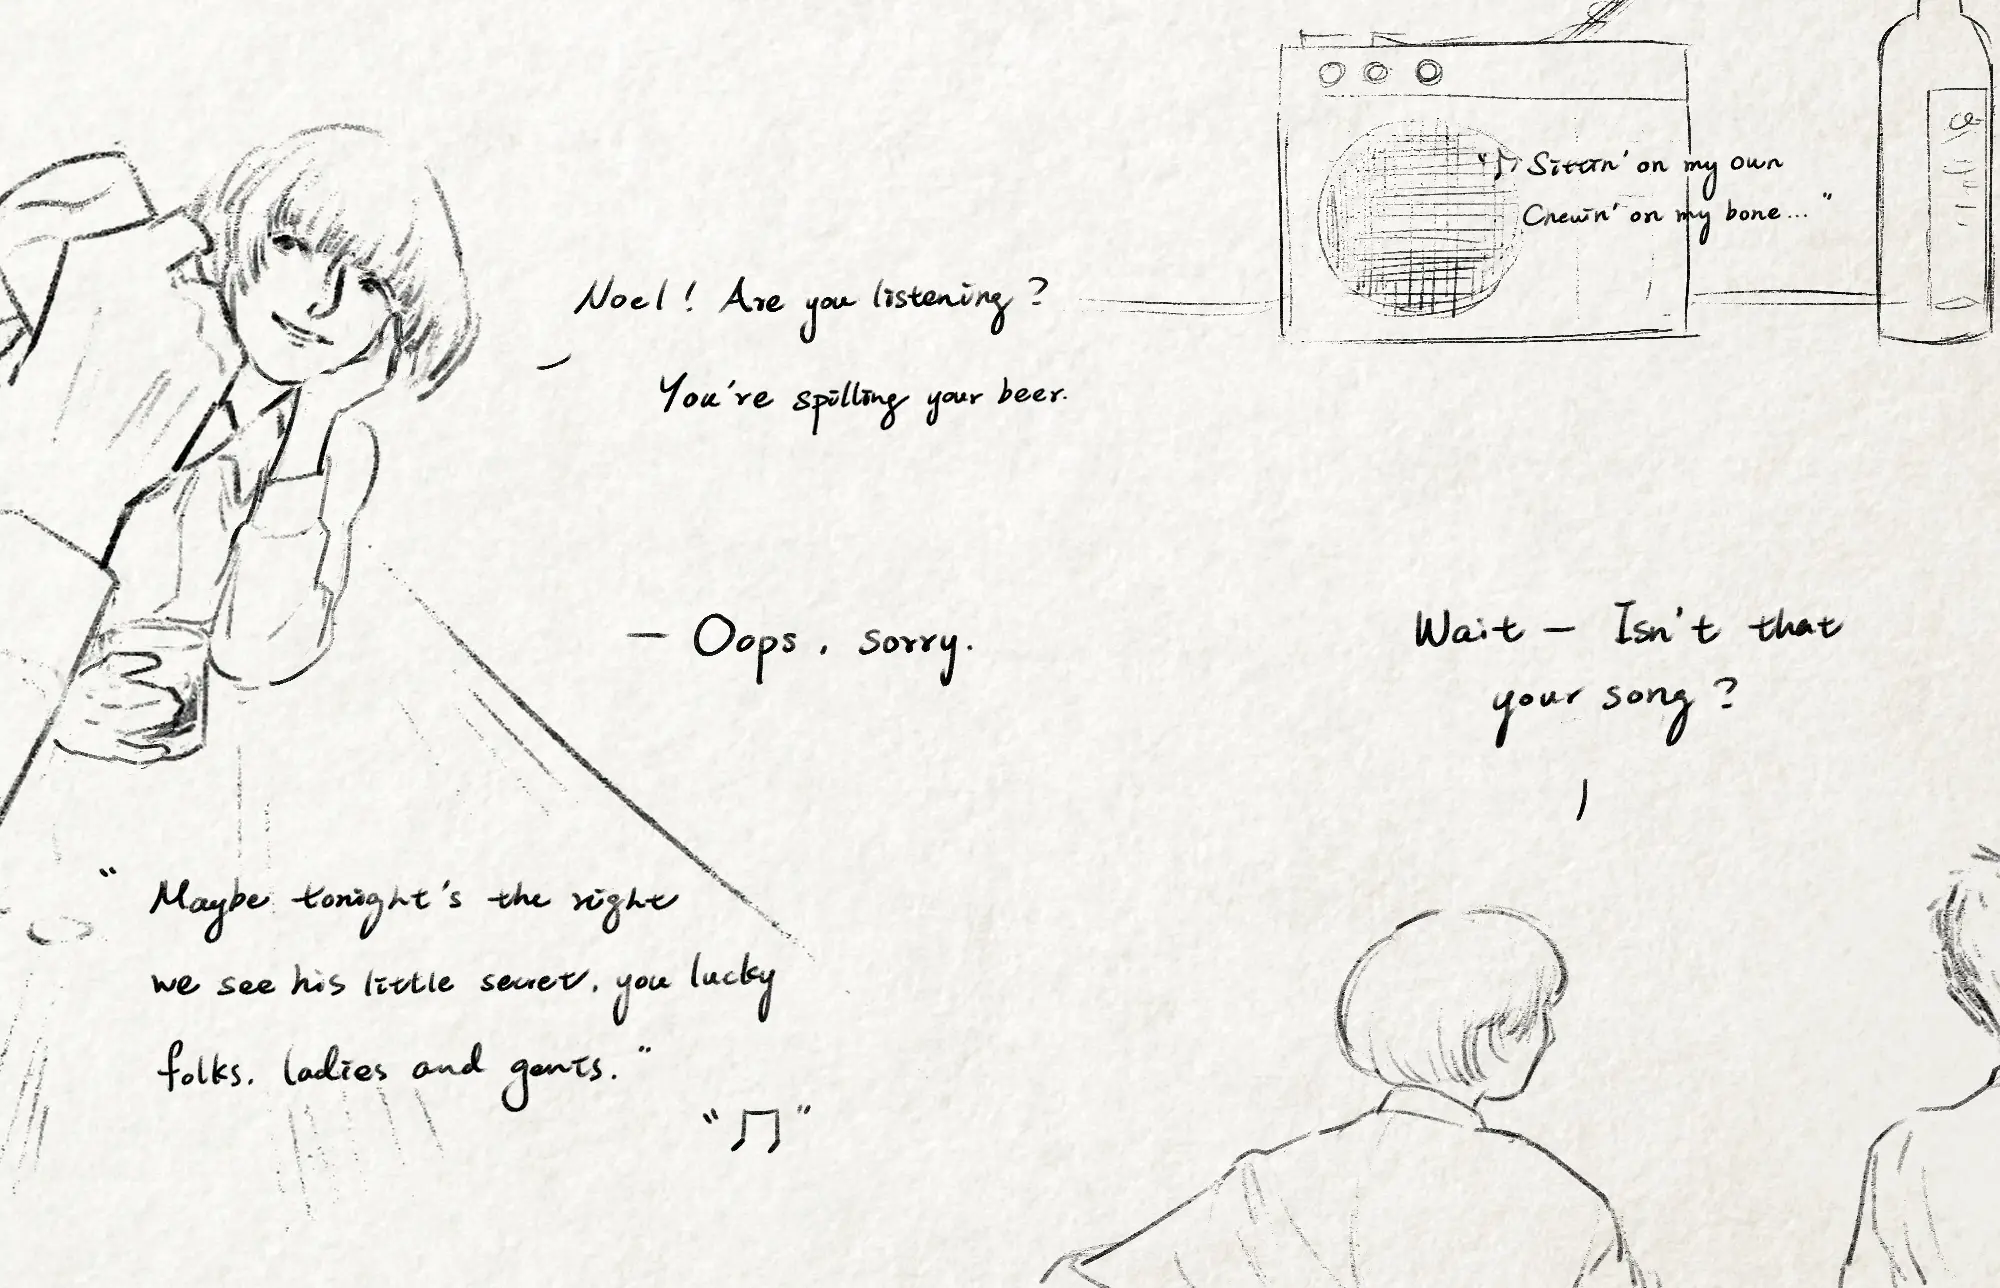 "♫ Sittin' on my own
Chewin' on my bone... "
Noel! Are you listening?
You're spilling your beer.
— Oops, sorry.
Wait — Isn't that
your song?
" Maybe tonight's the right
we see his little secret, you lucky
folks, ladies and gents. "
"♫"